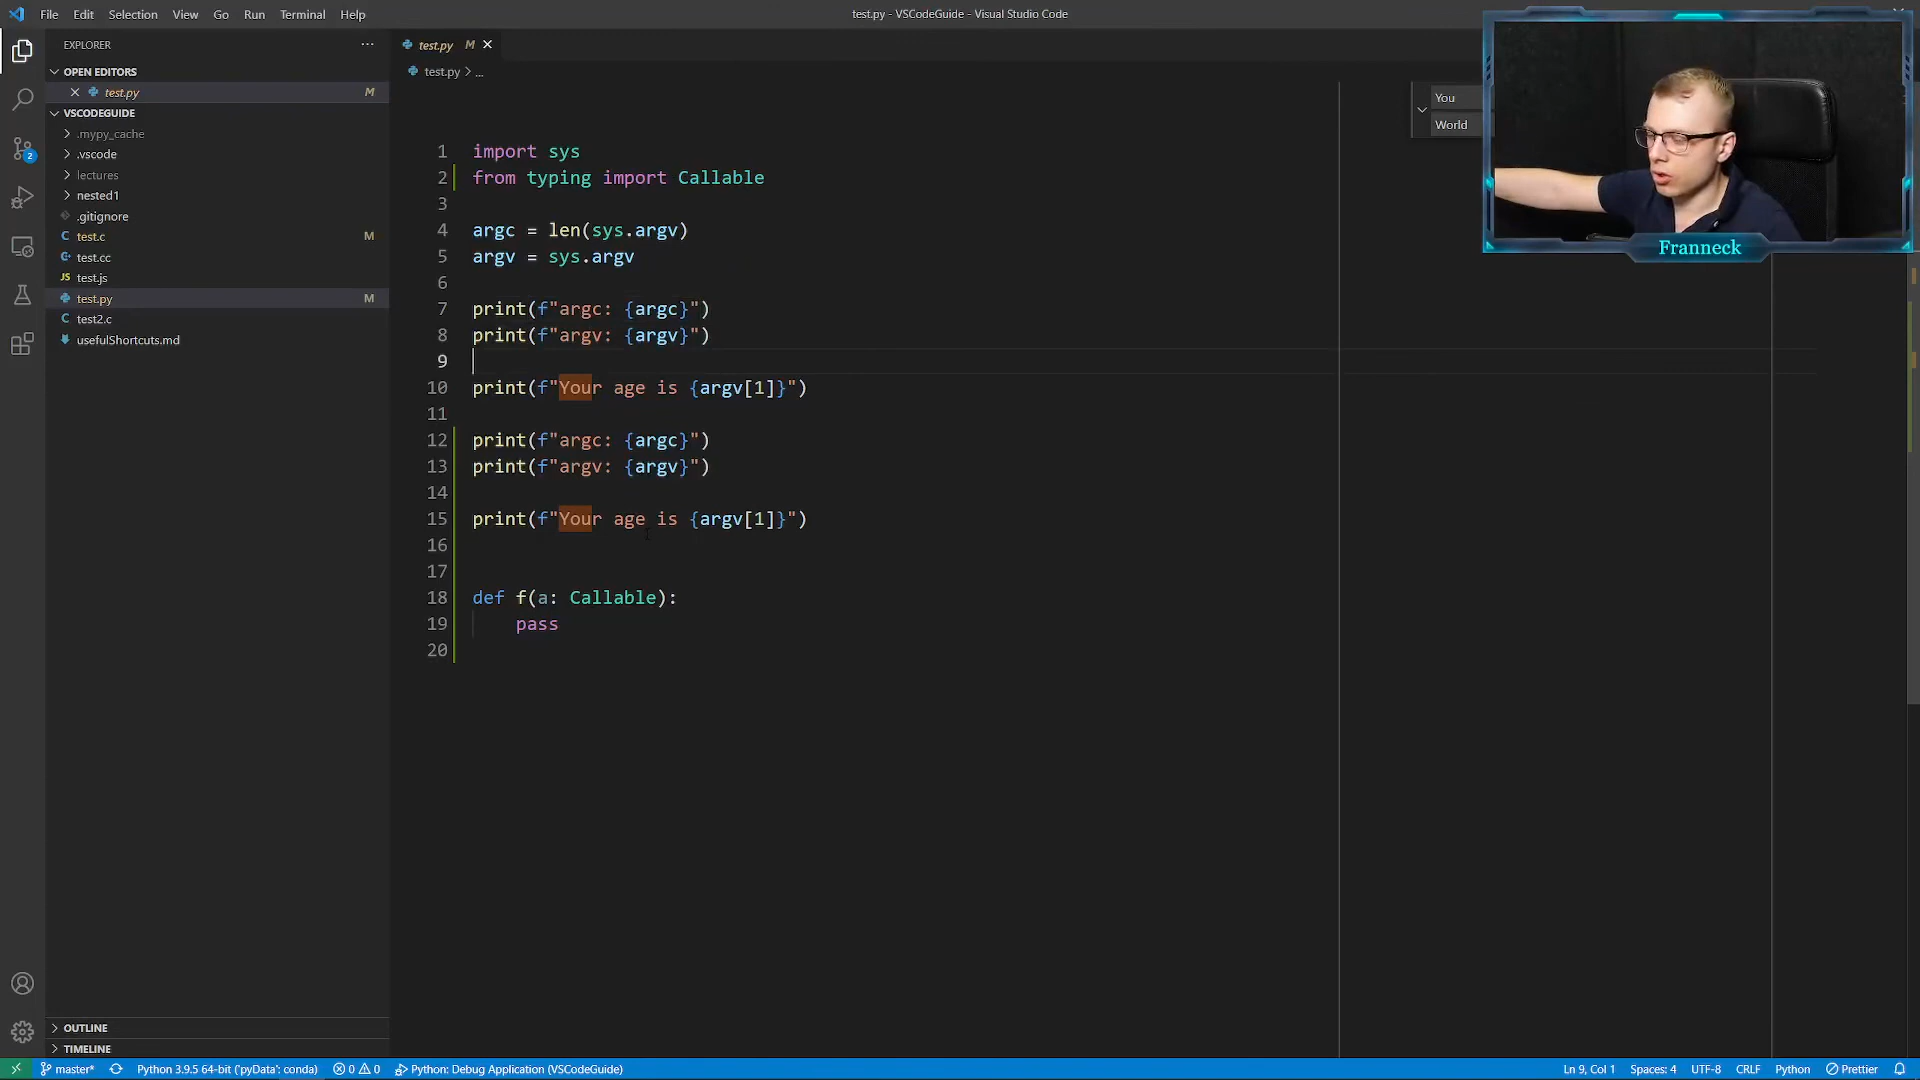 File Edit Selection View Go Run Terminal Help
test.py - VSCodeGuide - Visual Studio Code
EXPLORER
OPEN EDITORS
test.py M
VSCODEGUIDE
.mypy_cache
.vscode
lectures
nested1
.gitignore
test.c M
test.cc
test.js
test.py M
test2.c
usefulShortcuts.md
OUTLINE
TIMELINE
2
test.py M
test.py > ...
You
World
Franneck
1 import sys
2 from typing import Callable
3
4 argc = len(sys.argv)
5 argv = sys.argv
6
7 print(f"argc: {argc}")
8 print(f"argv: {argv}")
9
10 print(f"Your age is {argv[1]}")
11
12 print(f"argc: {argc}")
13 print(f"argv: {argv}")
14
15 print(f"Your age is {argv[1]}")
16
17
18 def f(a: Callable):
19 pass
20
master* Python 3.9.5 64-bit ('pyData': conda) 0 0 Python: Debug Application (VSCodeGuide) Ln 9, Col 1 Spaces: 4 UTF-8 CRLF Python Prettier